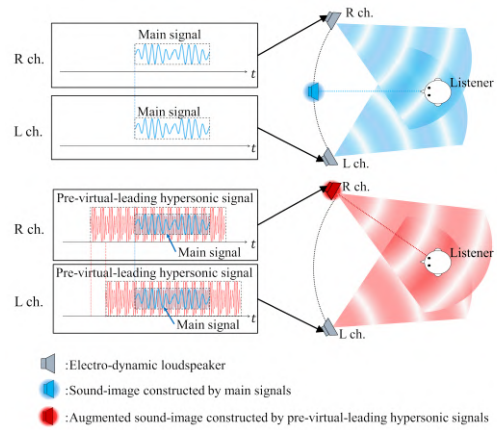 Main signal
R ch.
t
Main signal
L ch.
t
R ch.
Listener
L ch.
Pre-virtual-leading hypersonic signal
R ch.
Main signal
t
Pre-virtual-leading hypersonic signal
L ch.
Main signal
t
R ch.
Listener
L ch.
:Electro-dynamic loudspeaker
:Sound-image constructed by main signals
:Augmented sound-image constructed by pre-virtual-leading hypersonic signals